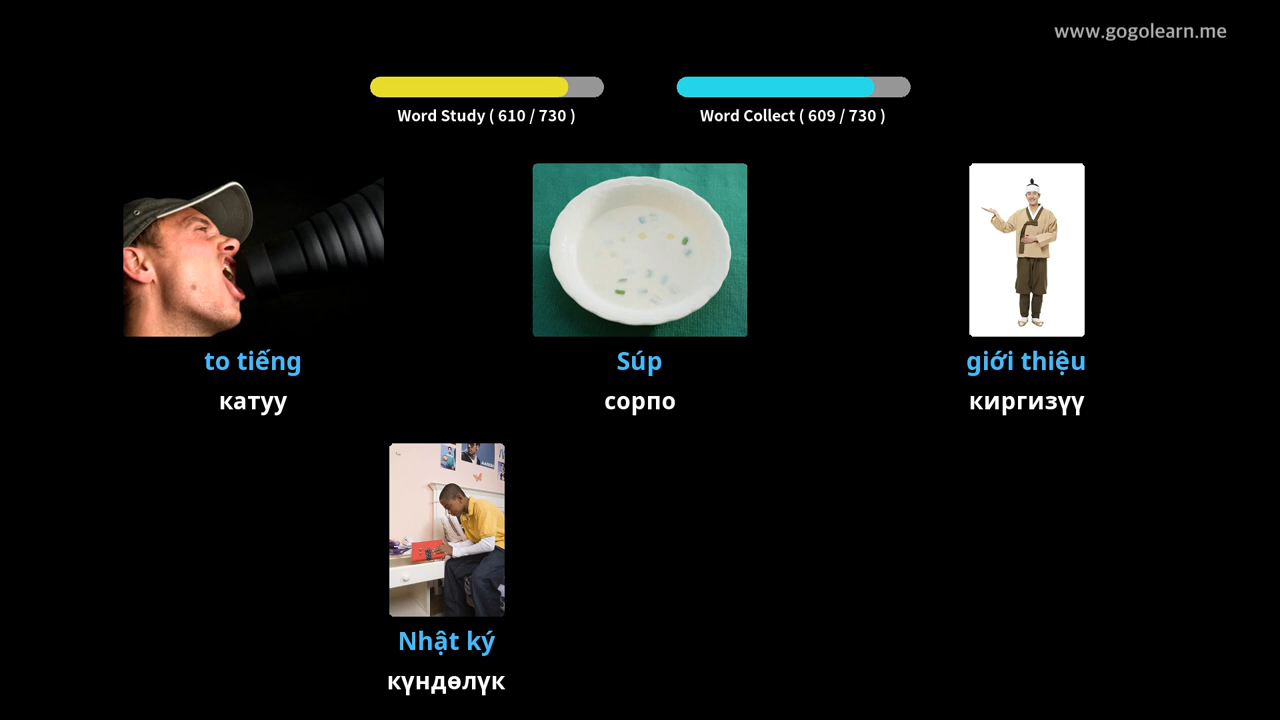 www.gogolearn.me
Word Study ( 610 / 730 )
Word Collect ( 609 / 730 )
to tiếng
Súp
giới thiệu
катуу
сорпо
киргизүү
Nhật ký
күндөлүк